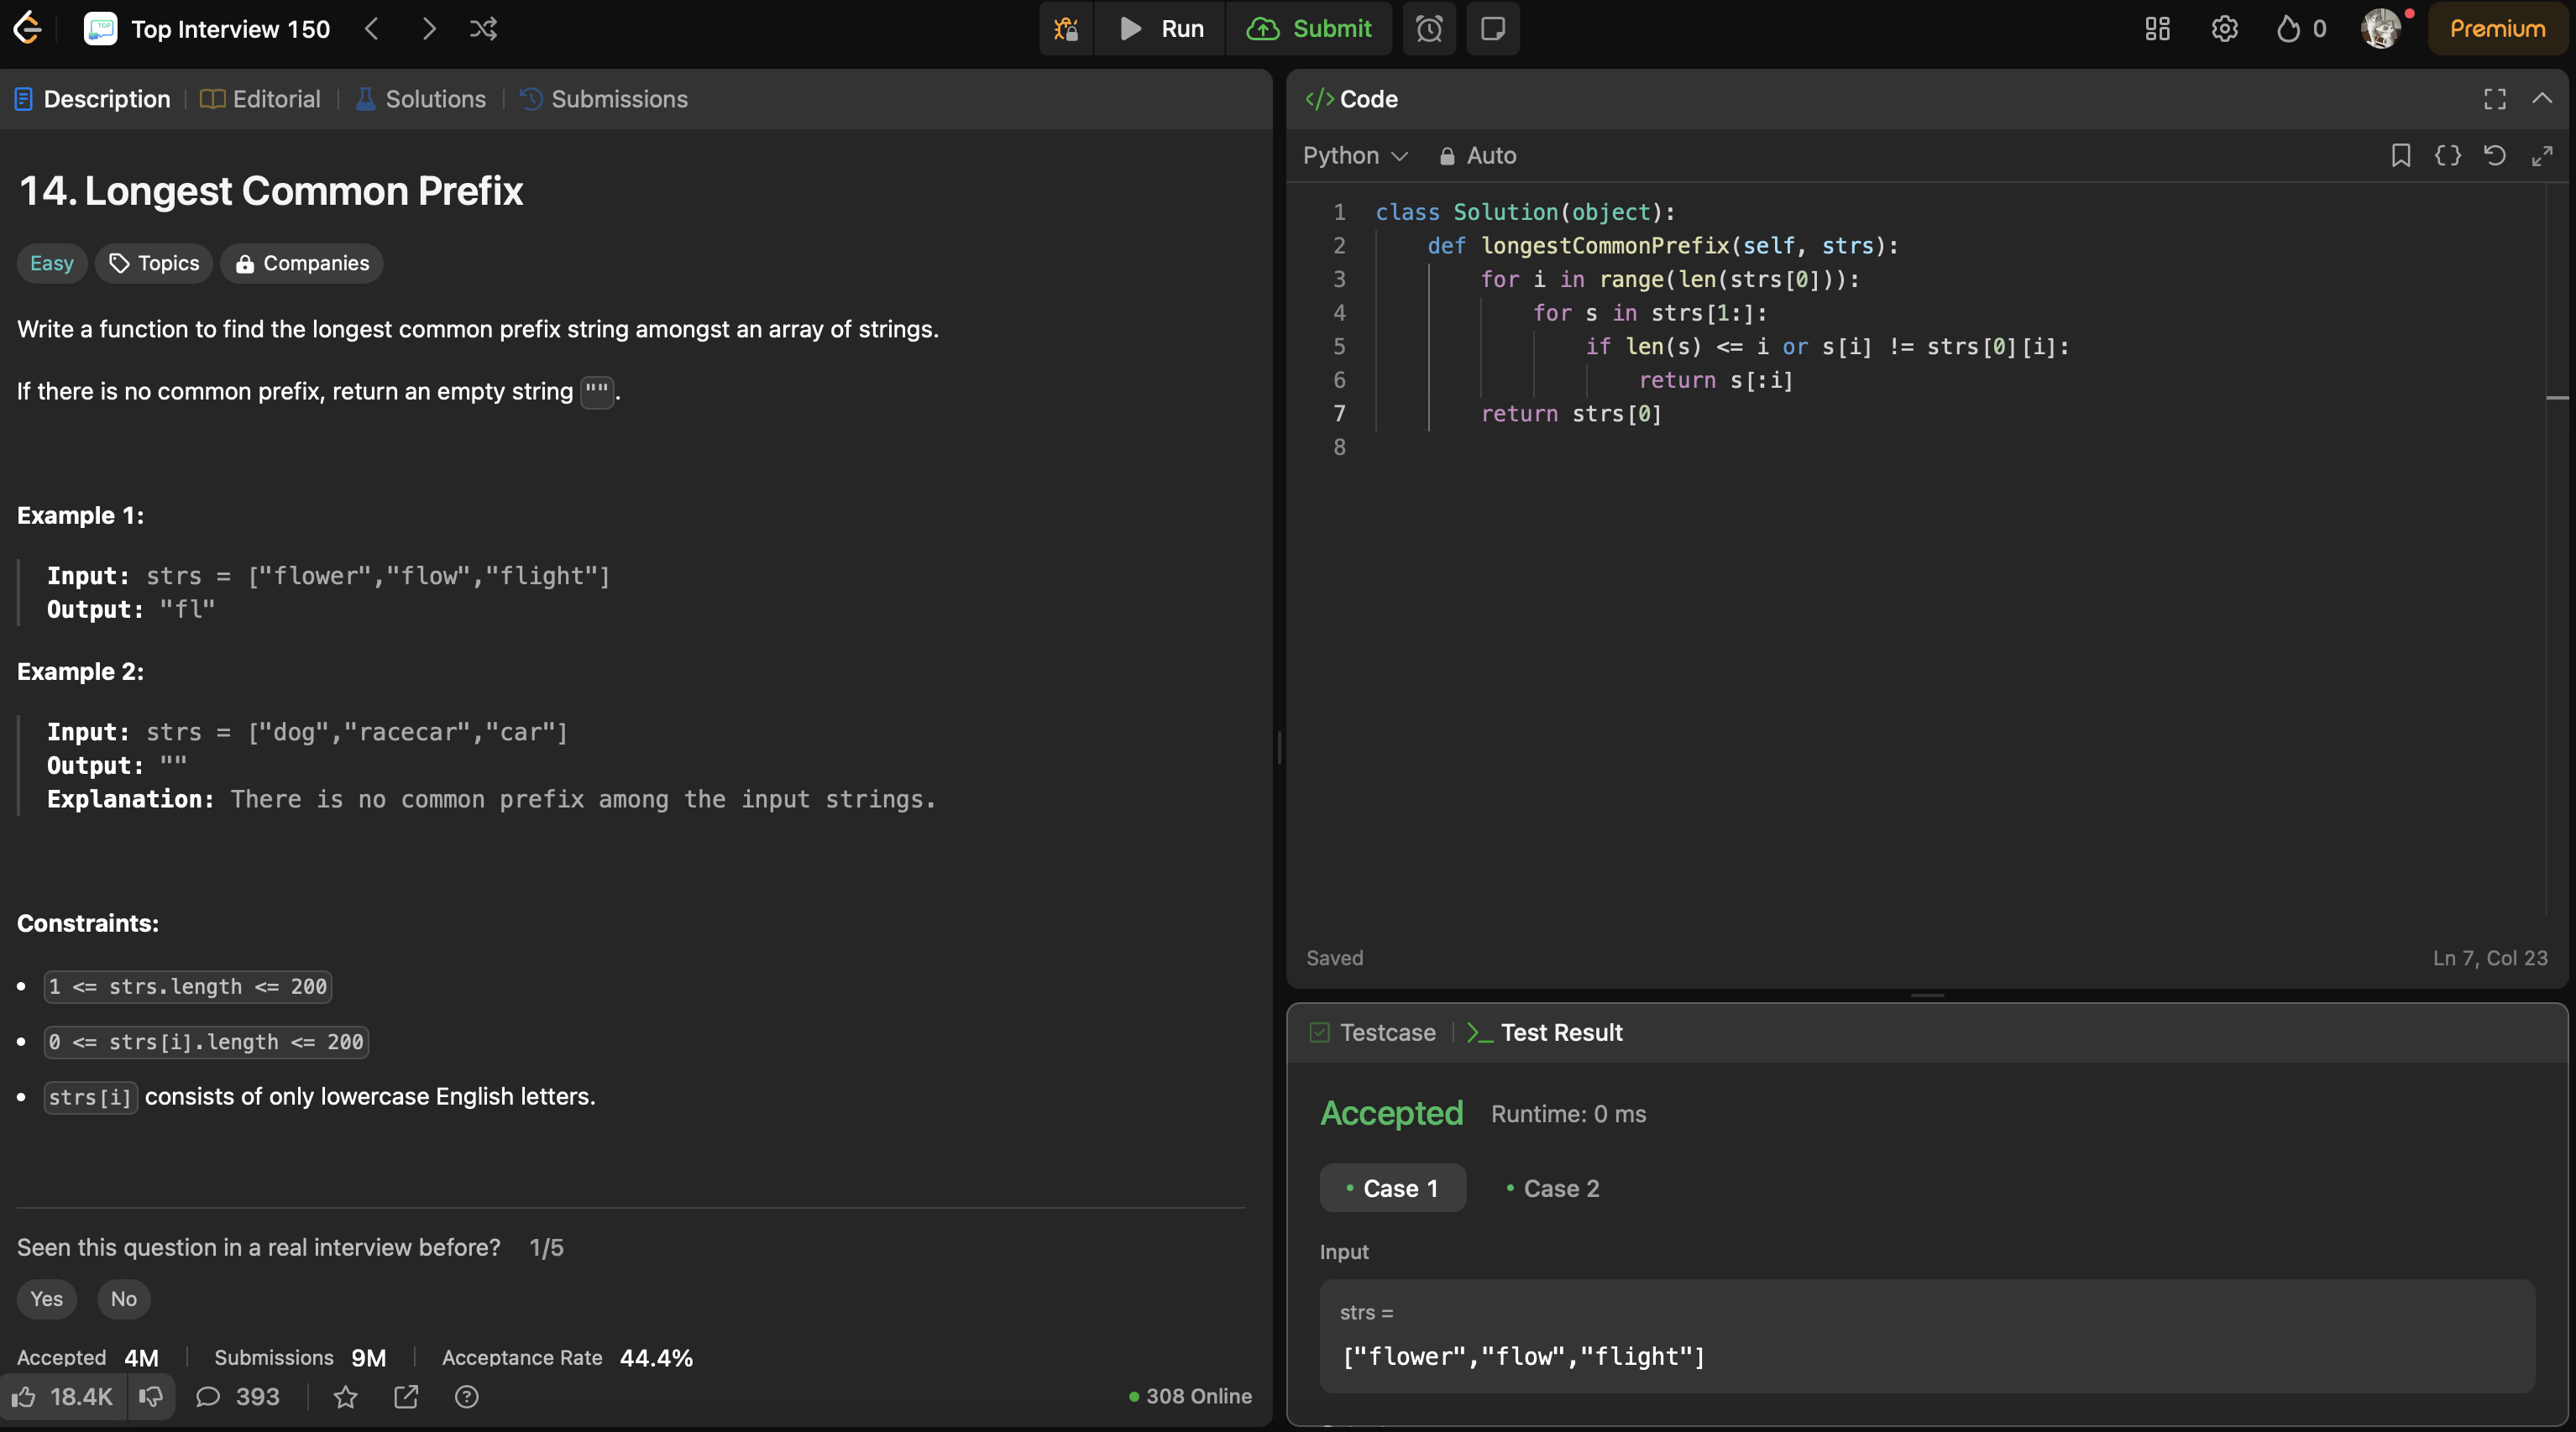 Top Interview 150
Run
Submit
0
Premium
Description
Editorial
Solutions
Submissions
14. Longest Common Prefix
Easy
Topics
Companies
Write a function to find the longest common prefix string amongst an array of strings.
If there is no common prefix, return an empty string "".
Example 1:
Input: strs = ["flower","flow","flight"]
Output: "fl"
Example 2:
Input: strs = ["dog","racecar","car"]
Output: ""
Explanation: There is no common prefix among the input strings.
Constraints:
1 <= strs.length <= 200
0 <= strs[i].length <= 200
strs[i] consists of only lowercase English letters.
Seen this question in a real interview before? 1/5
Yes No
Accepted 4M Submissions 9M Acceptance Rate 44.4%
18.4K 393 308 Online
</> Code
Python Auto
1 class Solution(object):
2 def longestCommonPrefix(self, strs):
3 for i in range(len(strs[0])):
4 for s in strs[1:]:
5 if len(s) <= i or s[i] != strs[0][i]:
6 return s[:i]
7 return strs[0]
8
Saved Ln 7, Col 23
Testcase >_ Test Result
Accepted Runtime: 0 ms
Case 1 Case 2
Input
strs =
["flower","flow","flight"]